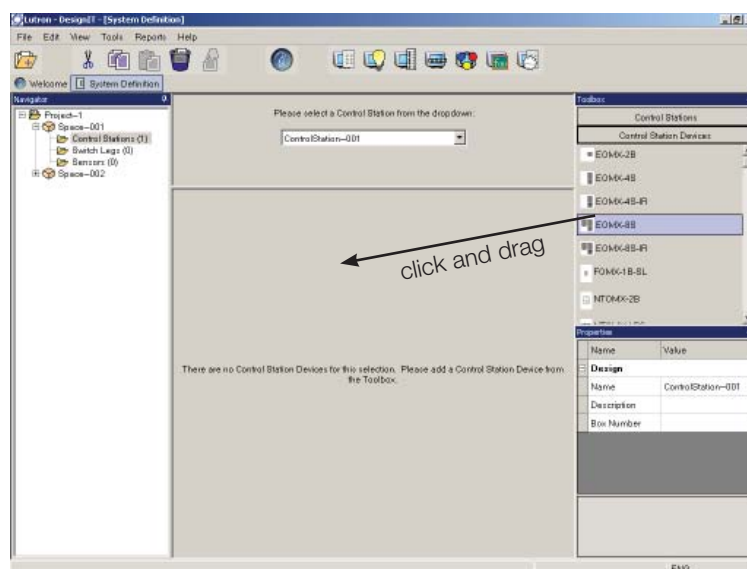 Lutron - DesignIT - [System Definition]
File Edit View Tools Reports Help
Welcome System Definition
Navigator
Project-1
Space-001
Control Stations (1)
Switch Legs (0)
Sensors (0)
Space-002
Please select a Control Station from the dropdown:
ControlStation-001
There are no Control Station Devices for this selection. Please add a Control Station Device from
the Toolbox.
click and drag
Toolbox
Control Stations
Control Station Devices
EOMX-2B
EOMX-4B
EOMX-4B-IR
EOMX-8B
EOMX-8B-IR
FOMX-1B-SL
NTOMX-2B
Properties
Name Value
Design
Name ControlStation-001
Description
Box Number
ENG